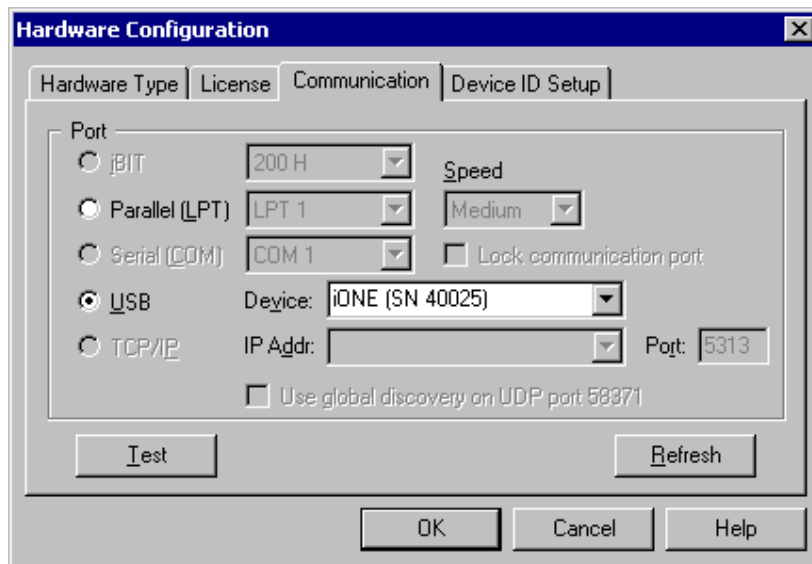 Hardware Configuration
Hardware Type License Communication Device ID Setup
Port
iBIT 200 H Speed
Parallel (LPT) LPT 1 Medium
Serial (COM) COM 1 Lock communication port
USB Device: iONE (SN 40025)
TCP/IP IP Addr: Port: 5313
Use global discovery on UDP port 58371
Test Refresh
OK Cancel Help